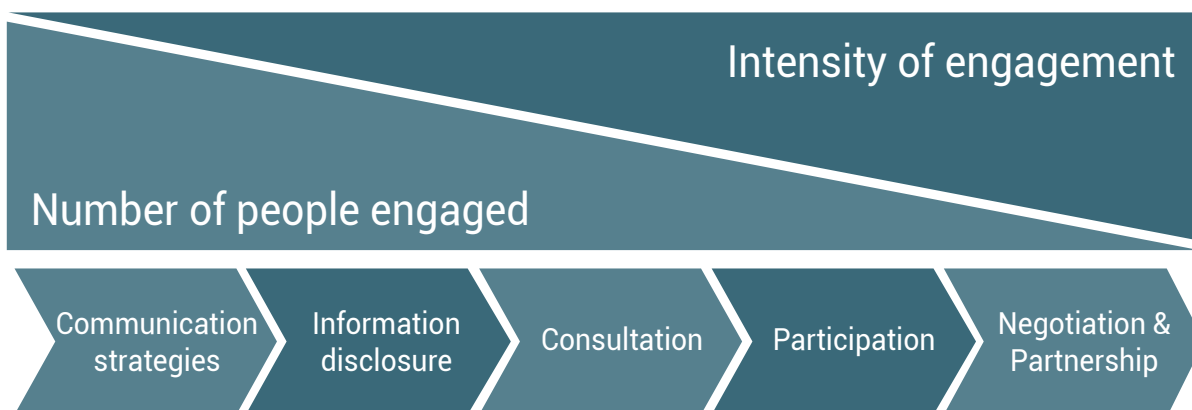 Intensity of engagement
Number of people engaged
Communication
strategies
Information
disclosure
Consultation
Participation
Negotiation &
Partnership